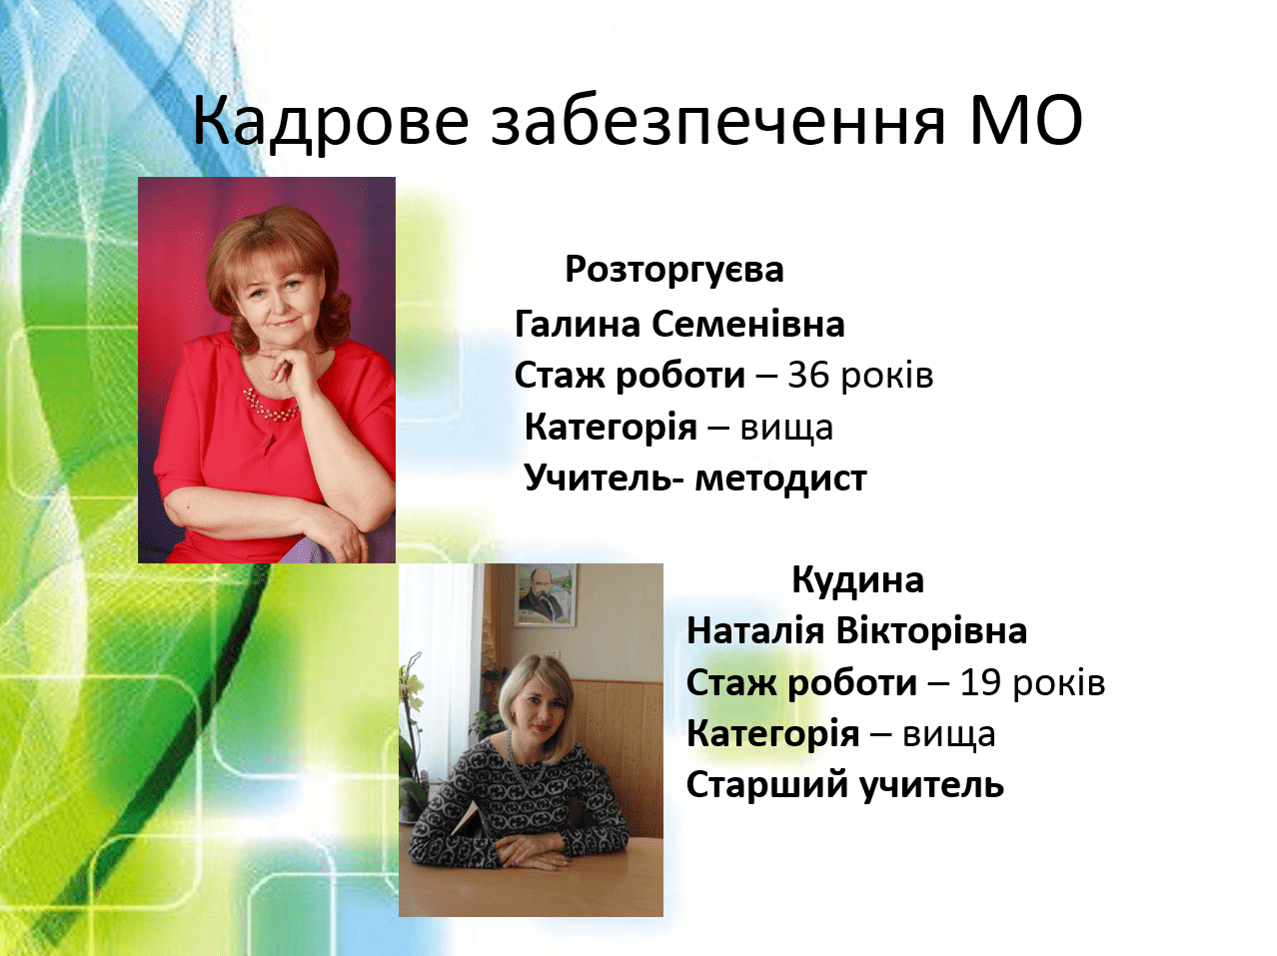 Кадрове забезпечення МО
Розторгуєва
Галина Семенівна
Стаж роботи – 36 років
Категорія – вища
Учитель- методист
Кудина
Наталія Вікторівна
Стаж роботи – 19 років
Категорія – вища
Старший учитель